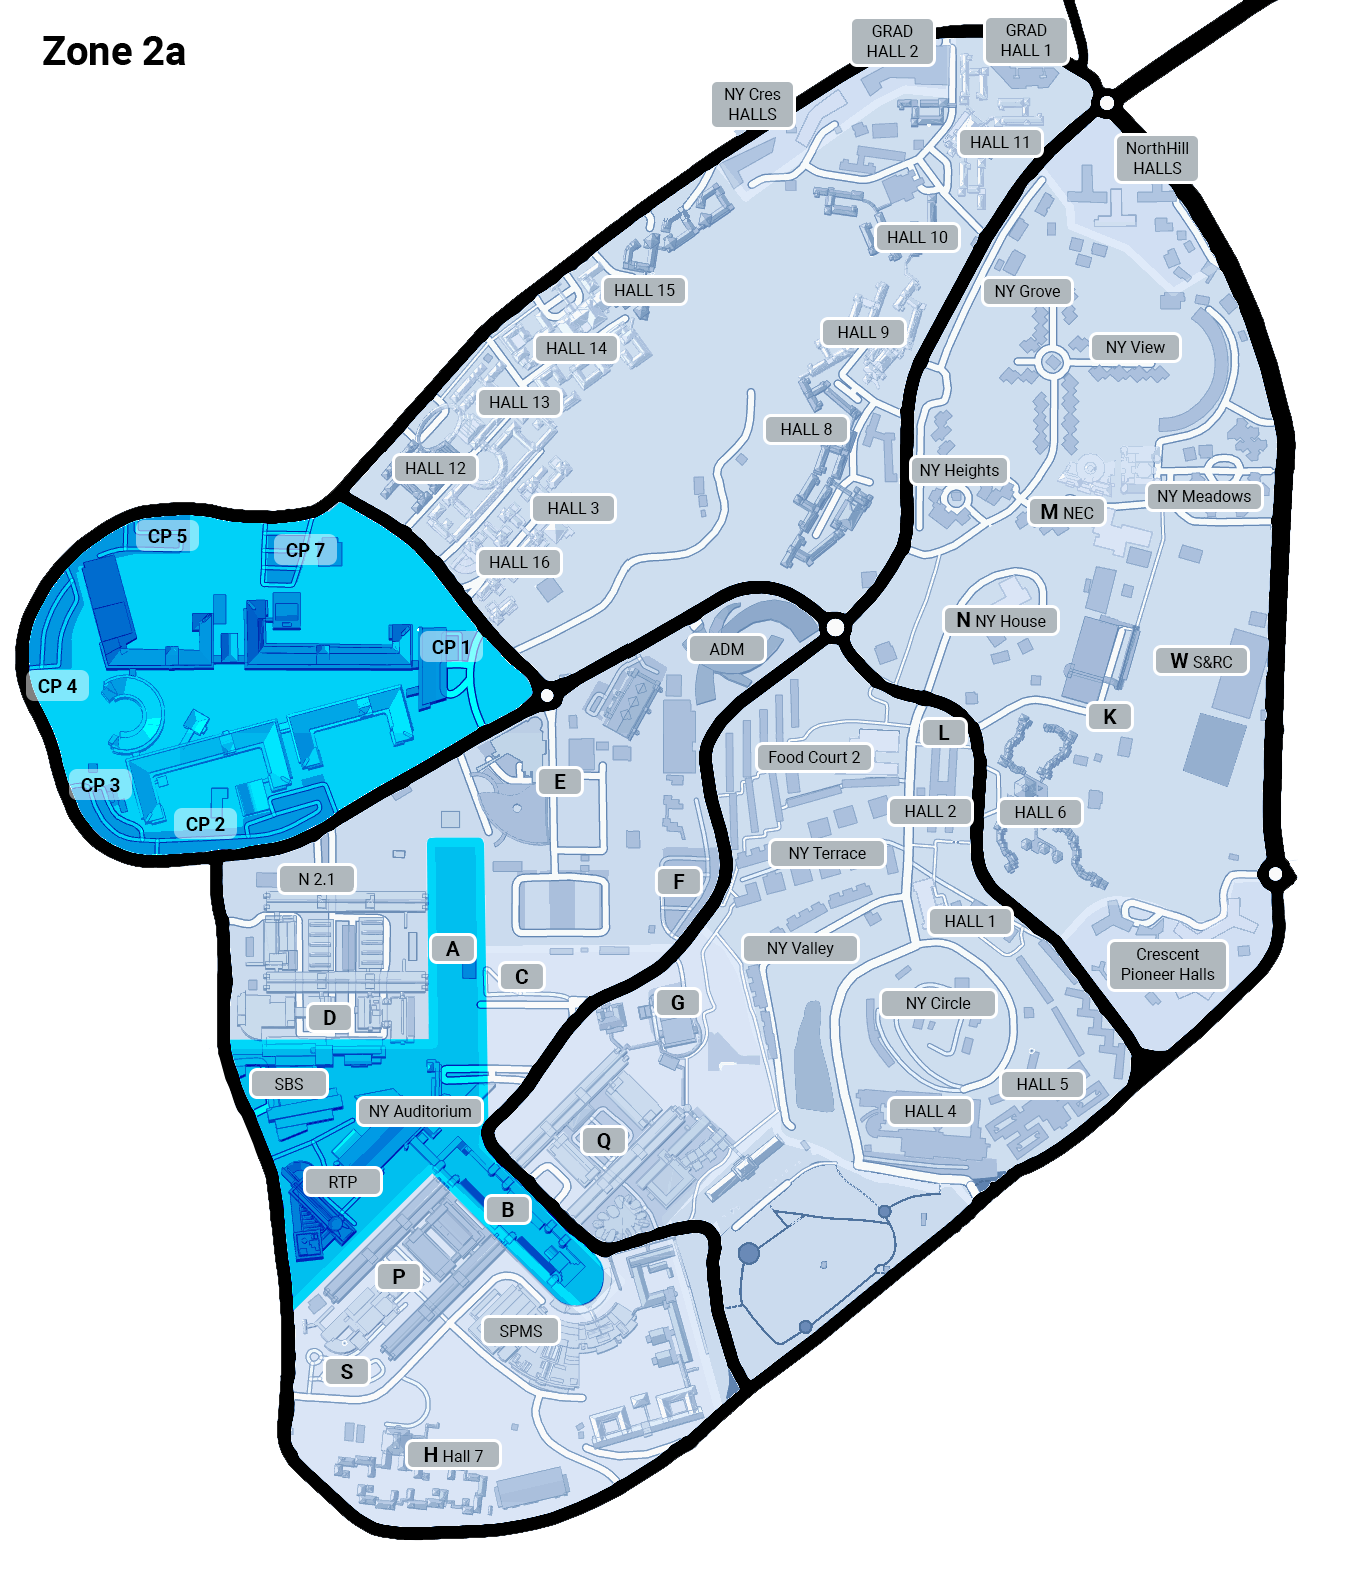 Zone 2a
GRAD
HALL 2
GRAD
HALL 1
NY Cres
HALLS
HALL 11
NorthHill
HALLS
HALL 10
HALL 15
NY Grove
HALL 9
HALL 14
NY View
HALL 13
HALL 8
HALL 12
NY Heights
NY Meadows
HALL 3
M NEC
CP 5
CP 7
HALL 16
N NY House
CP 1
ADM
W S&RC
CP 4
K
L
Food Court 2
E
CP 3
HALL 2
HALL 6
CP 2
NY Terrace
N 2.1
F
HALL 1
A
NY Valley
Crescent
Pioneer Halls
C
G
NY Circle
D
SBS
HALL 5
NY Auditorium
HALL 4
Q
RTP
B
P
SPMS
S
H Hall 7